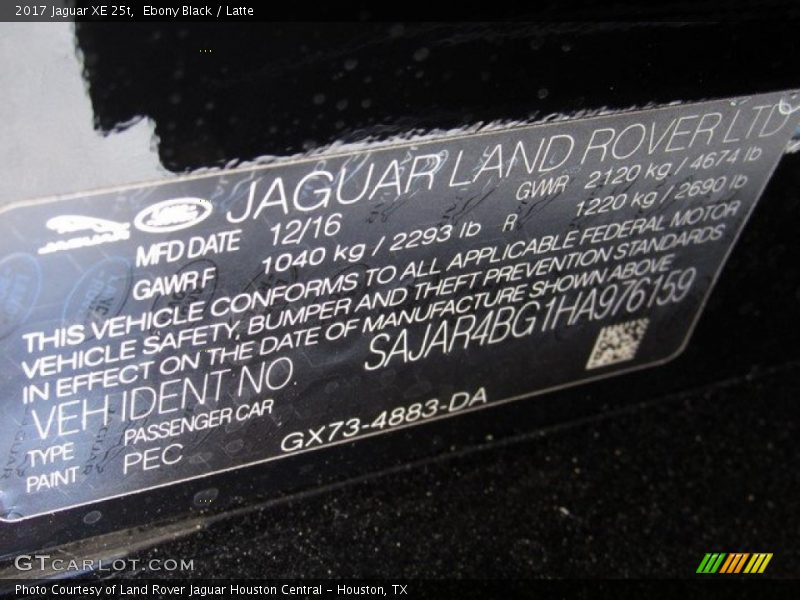 2017 Jaguar XE 25t, Ebony Black / Latte
JAGUAR LAND ROVER LTD
JAGUAR
MFD DATE 12/16 GWR 2120 kg / 4674 lb
GAWR F 1040 kg / 2293 lb R 1220 kg / 2690 lb
THIS VEHICLE CONFORMS TO ALL APPLICABLE FEDERAL MOTOR
VEHICLE SAFETY, BUMPER AND THEFT PREVENTION STANDARDS
IN EFFECT ON THE DATE OF MANUFACTURE SHOWN ABOVE
VEH IDENT NO. SAJAR4BG1HA976159
TYPE PASSENGER CAR
PAINT PEC GX73-4883-DA
GTCARLOT.COM
Photo Courtesy of Land Rover Jaguar Houston Central - Houston, TX